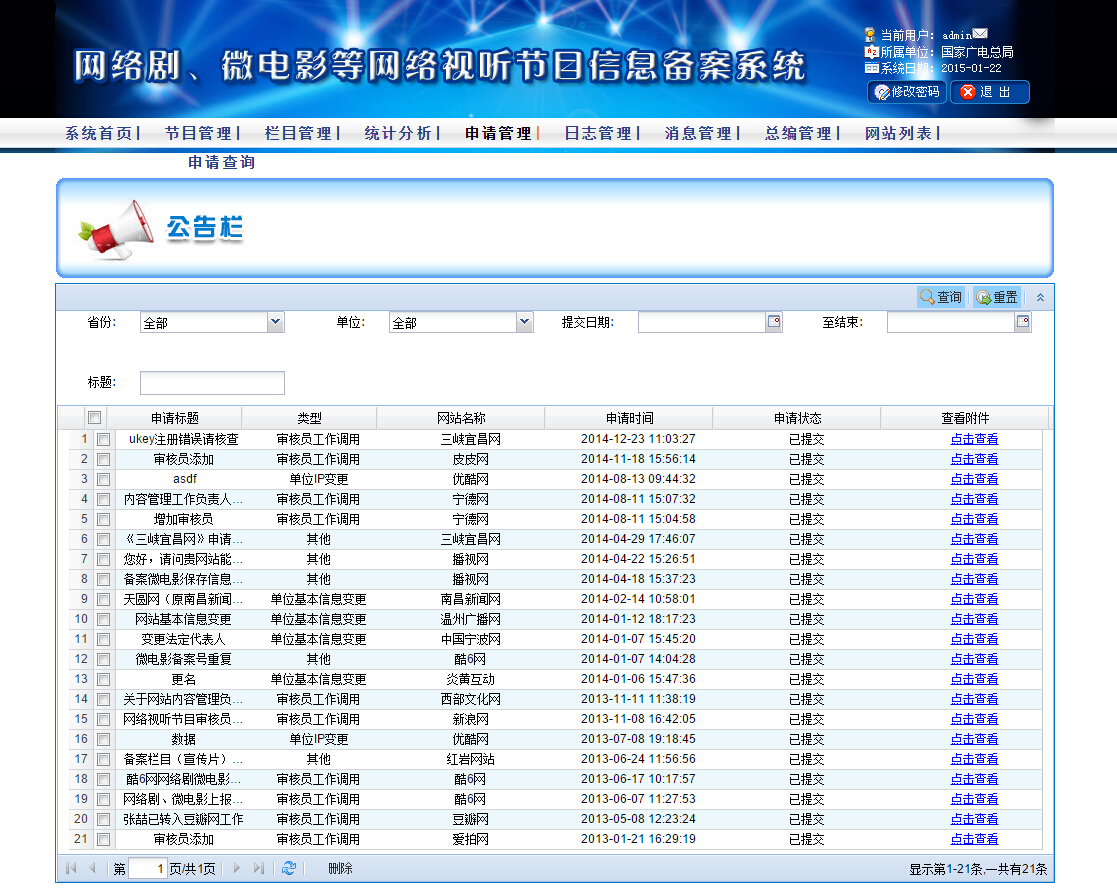 网络剧、微电影等网络视听节目信息备案系统
当前用户: admin
所属单位: 国家广电总局
系统日期: 2015-01-22
修改密码 退 出
系统首页| 节目管理| 栏目管理| 统计分析| 申请管理| 日志管理| 消息管理| 总编管理| 网站列表|
申请查询
公告栏
查询 重置
省份: 全部 单位: 全部 提交日期: 至结束:
标题:
申请标题 类型 网站名称 申请时间 申请状态 查看附件
1 ukey注册错误请核查 审核员工作调用 三峡宜昌网 2014-12-23 11:03:27 已提交 点击查看
2 审核员添加 审核员工作调用 皮皮网 2014-11-18 15:56:14 已提交 点击查看
3 asdf 单位IP变更 优酷网 2014-08-13 09:44:32 已提交 点击查看
4 内容管理工作负责人... 审核员工作调用 宁德网 2014-08-11 15:07:32 已提交 点击查看
5 增加审核员 审核员工作调用 宁德网 2014-08-11 15:04:58 已提交 点击查看
6 《三峡宜昌网》申请... 其他 三峡宜昌网 2014-04-29 17:46:07 已提交 点击查看
7 您好，请问贵网站能... 其他 播视网 2014-04-22 15:26:51 已提交 点击查看
8 备案微电影保存信息... 其他 播视网 2014-04-18 15:37:23 已提交 点击查看
9 天圆网（原南昌新闻... 单位基本信息变更 南昌新闻网 2014-02-14 10:58:01 已提交 点击查看
10 网站基本信息变更 单位基本信息变更 温州广播网 2014-01-12 18:17:23 已提交 点击查看
11 变更法定代表人 单位基本信息变更 中国宁波网 2014-01-07 15:45:20 已提交 点击查看
12 微电影备案号重复 其他 酷6网 2014-01-07 14:04:28 已提交 点击查看
13 更名 单位基本信息变更 炎黄互动 2014-01-06 15:47:36 已提交 点击查看
14 关于网站内容管理负... 审核员工作调用 西部文化网 2013-11-11 11:38:19 已提交 点击查看
15 网络视听节目审核员... 审核员工作调用 新浪网 2013-11-08 16:42:05 已提交 点击查看
16 数据 单位IP变更 优酷网 2013-07-08 19:18:45 已提交 点击查看
17 备案栏目（宣传片）... 其他 红岩网站 2013-06-24 11:56:56 已提交 点击查看
18 酷6网网络剧微电影... 审核员工作调用 酷6网 2013-06-17 10:17:57 已提交 点击查看
19 网络剧、微电影上报... 审核员工作调用 酷6网 2013-06-07 11:27:53 已提交 点击查看
20 张喆已转入豆瓣网工作 审核员工作调用 豆瓣网 2013-05-08 12:23:24 已提交 点击查看
21 审核员添加 审核员工作调用 爱拍网 2013-01-21 16:29:19 已提交 点击查看
第 1 页/共1页 删除 显示第1-21条,一共有21条